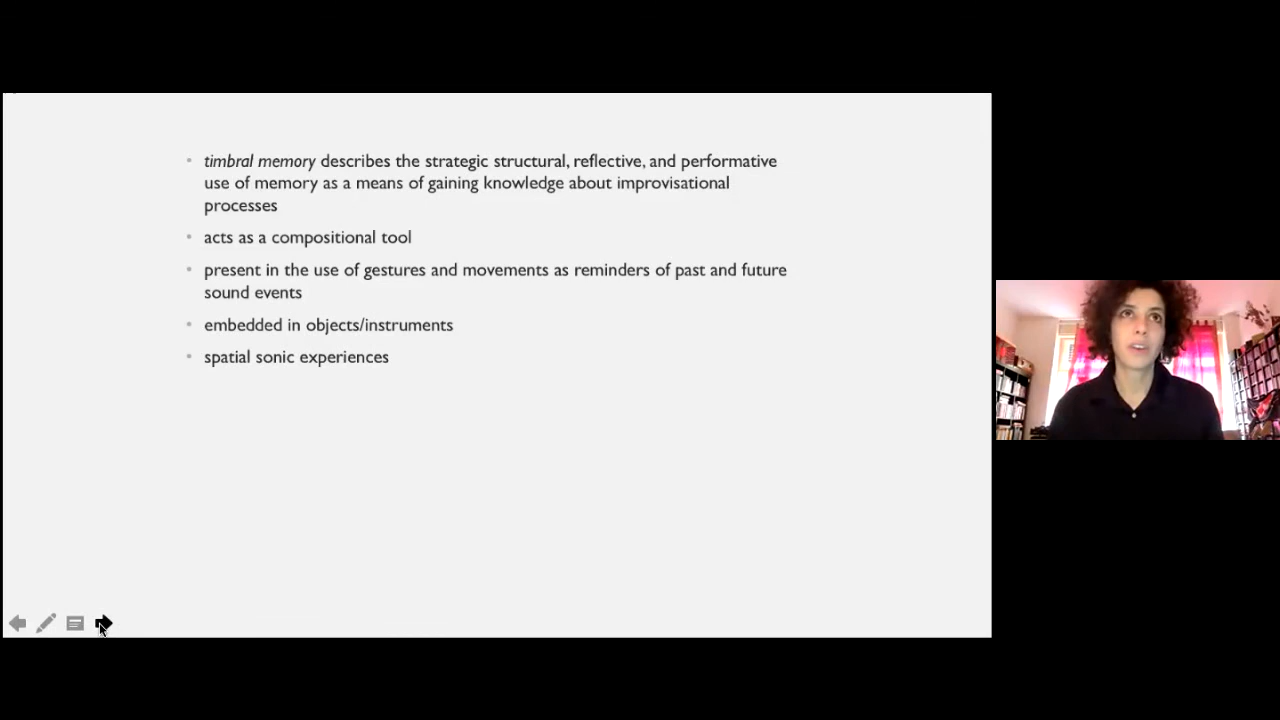 • timbral memory describes the strategic structural, reflective, and performative
use of memory as a means of gaining knowledge about improvisational
processes
• acts as a compositional tool
• present in the use of gestures and movements as reminders of past and future
sound events
• embedded in objects/instruments
• spatial sonic experiences